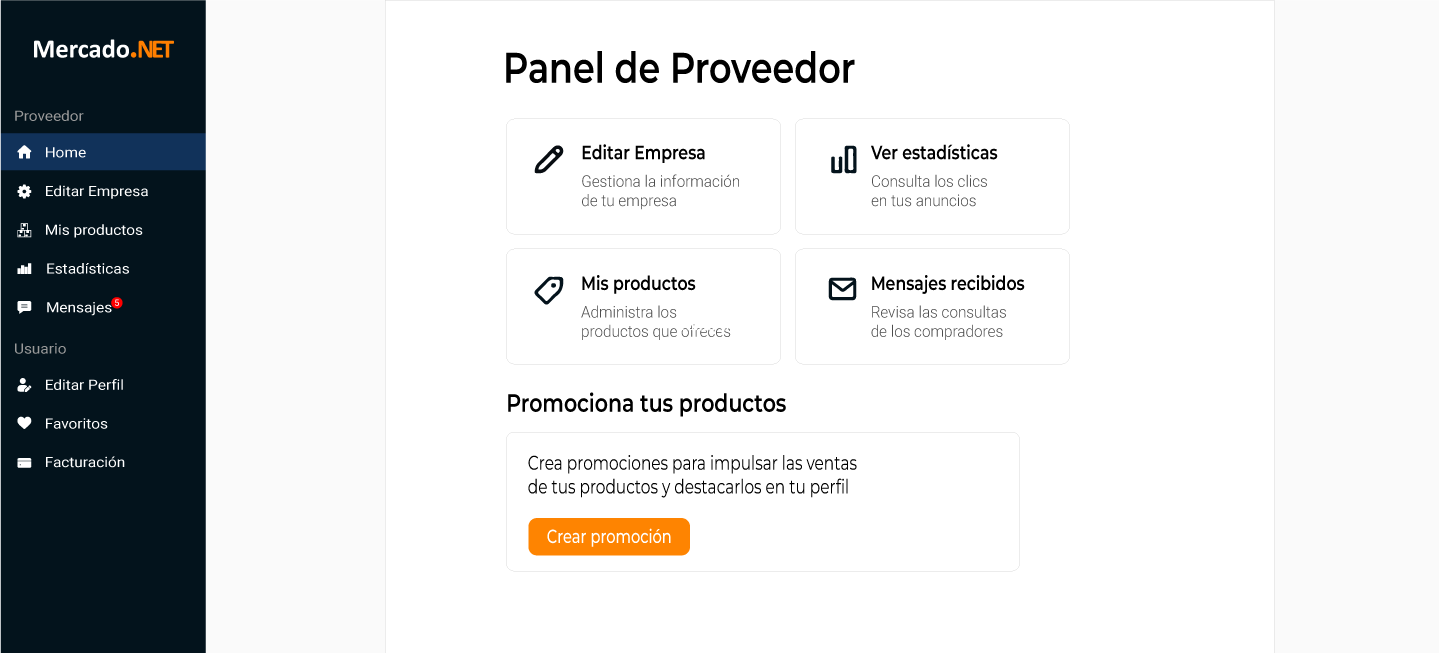 Mercado.NET
Proveedor
Home
Editar Empresa
Mis productos
Estadísticas
Mensajes 5
Usuario
Editar Perfil
Favoritos
Facturación
Panel de Proveedor
Editar Empresa
Gestiona la información
de tu empresa
Ver estadísticas
Consulta los clics
en tus anuncios
Mis productos
Administra los
productos que ofreces
Mensajes recibidos
Revisa las consultas
de los compradores
Promociona tus productos
Crea promociones para impulsar las ventas
de tus productos y destacarlos en tu perfil
Crear promoción